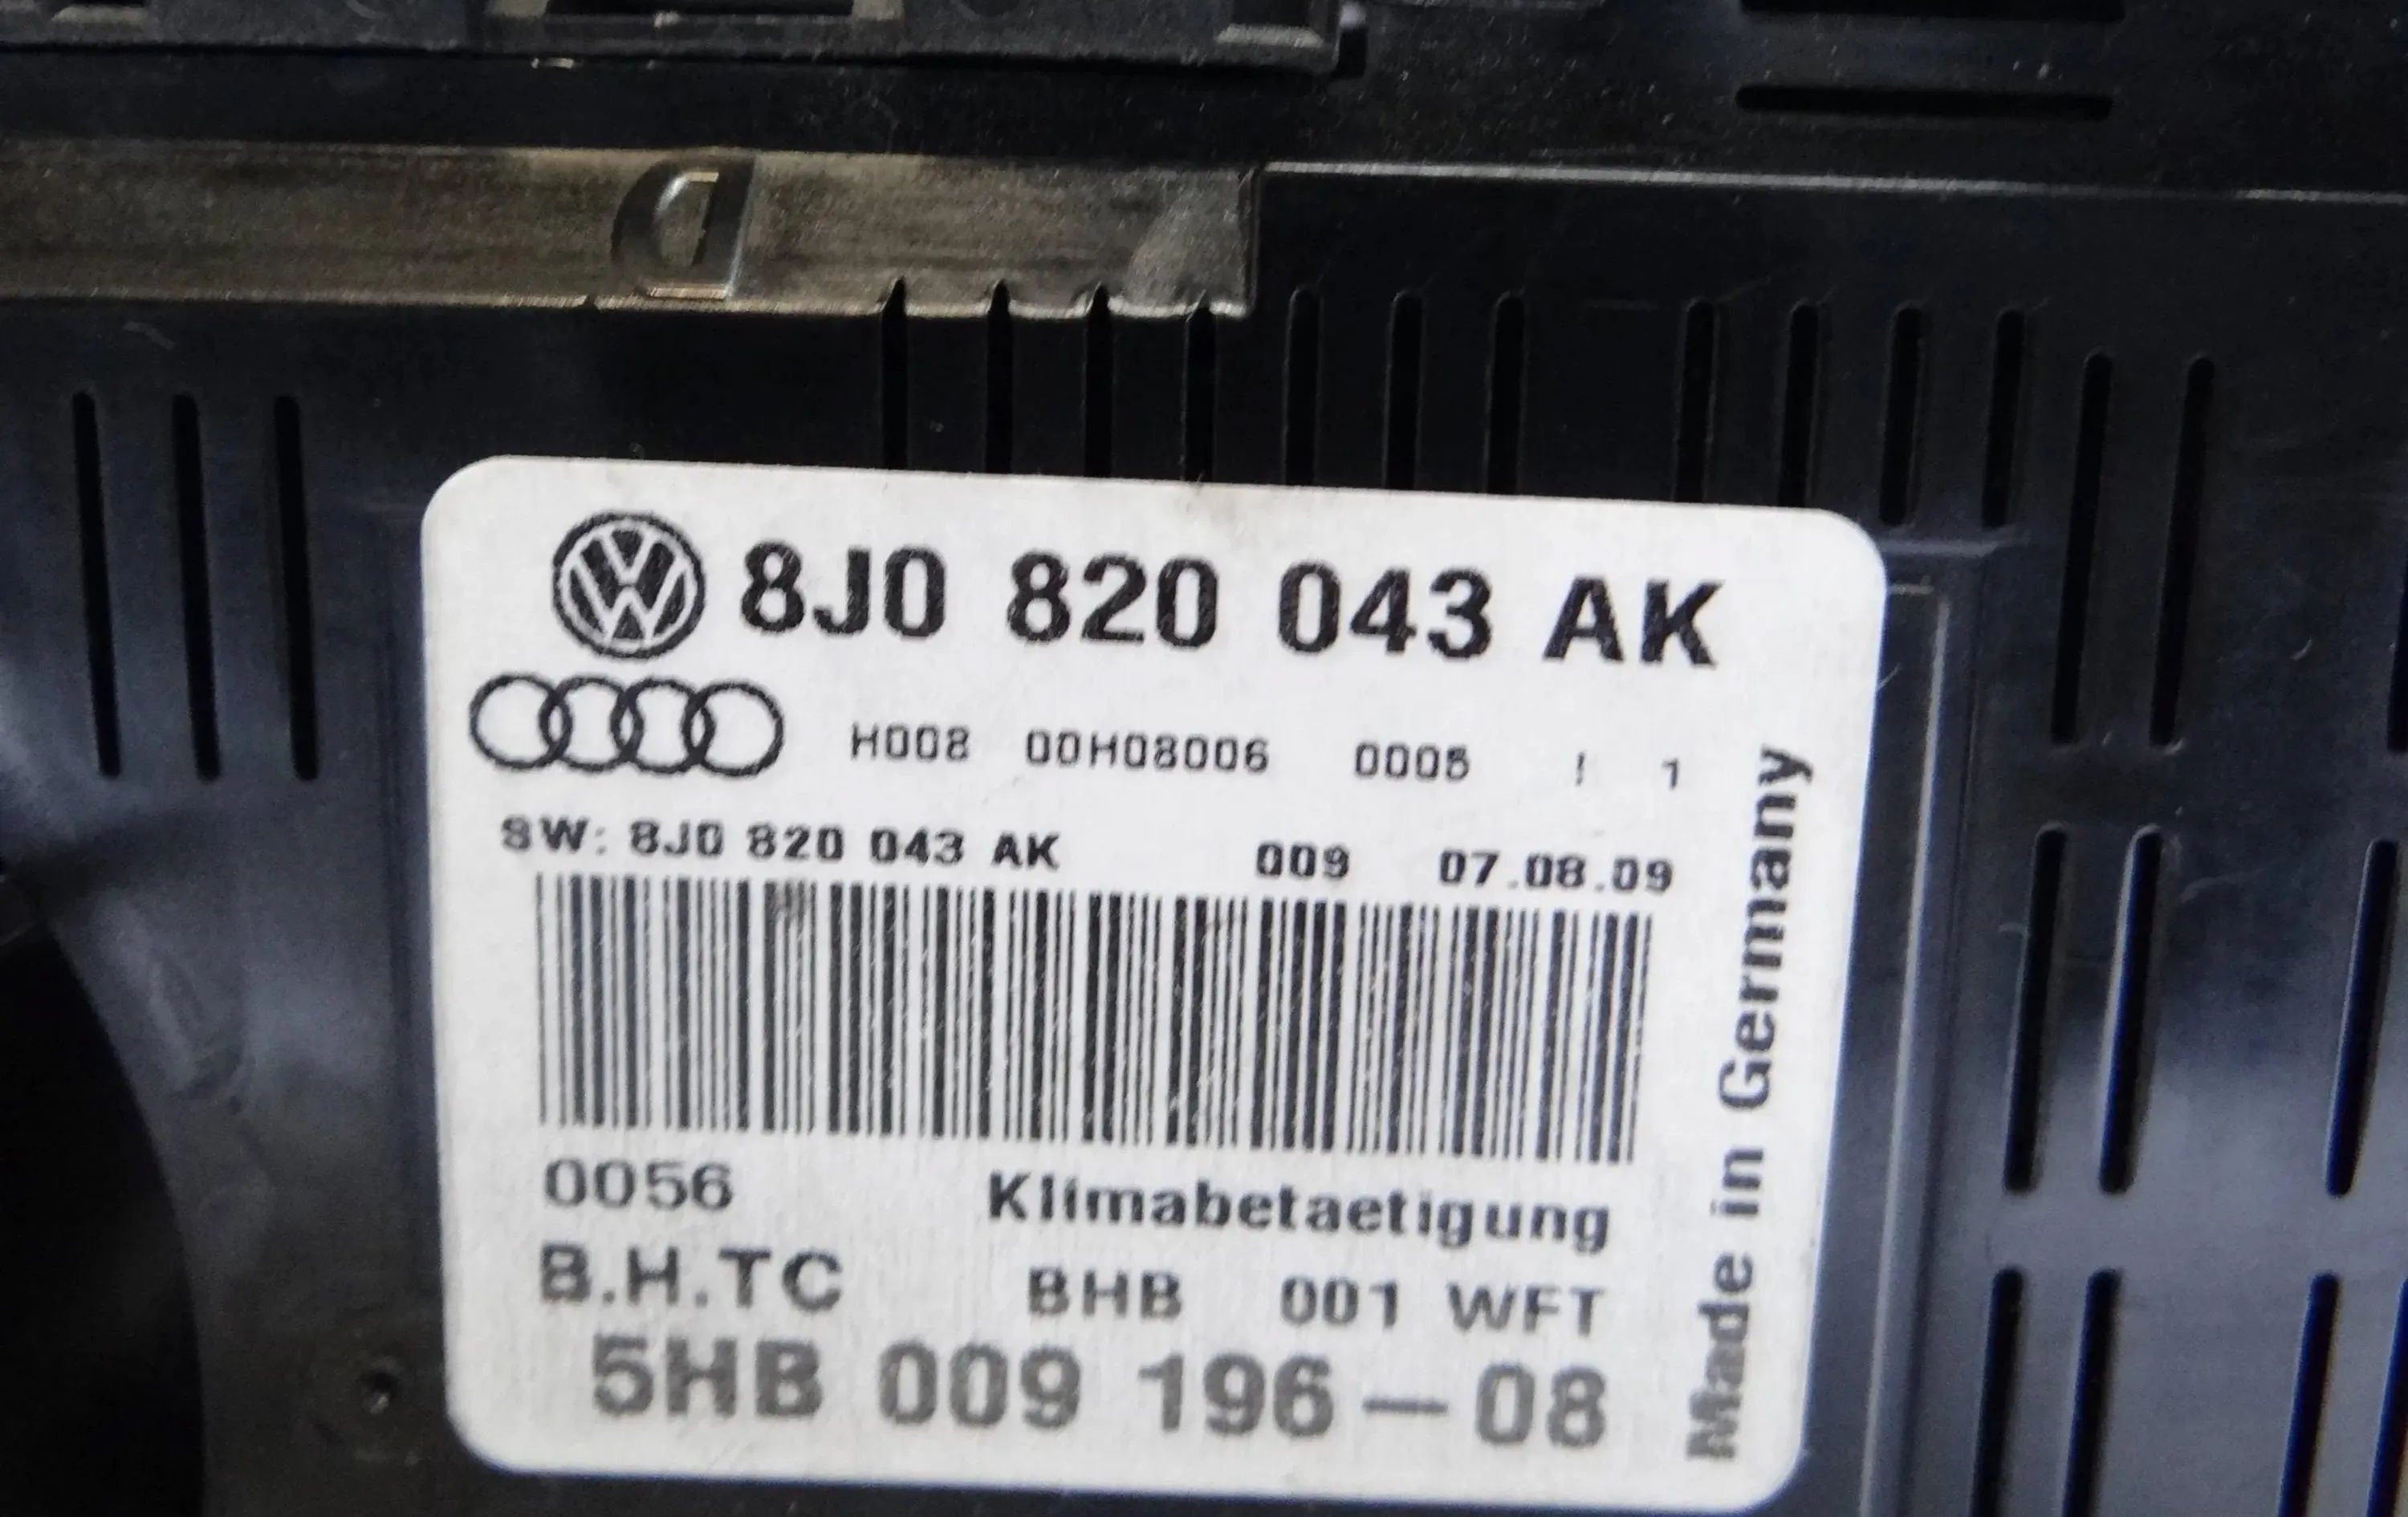 8J0 820 043 AK
H008 00H08006 0005 ! 1
SW: 8J0 820 043 AK 009 07.08.09
0056 Klimabetaetigung
B.H.TC BHB 001 WFT
5HB 009 196-08
Made in Germany